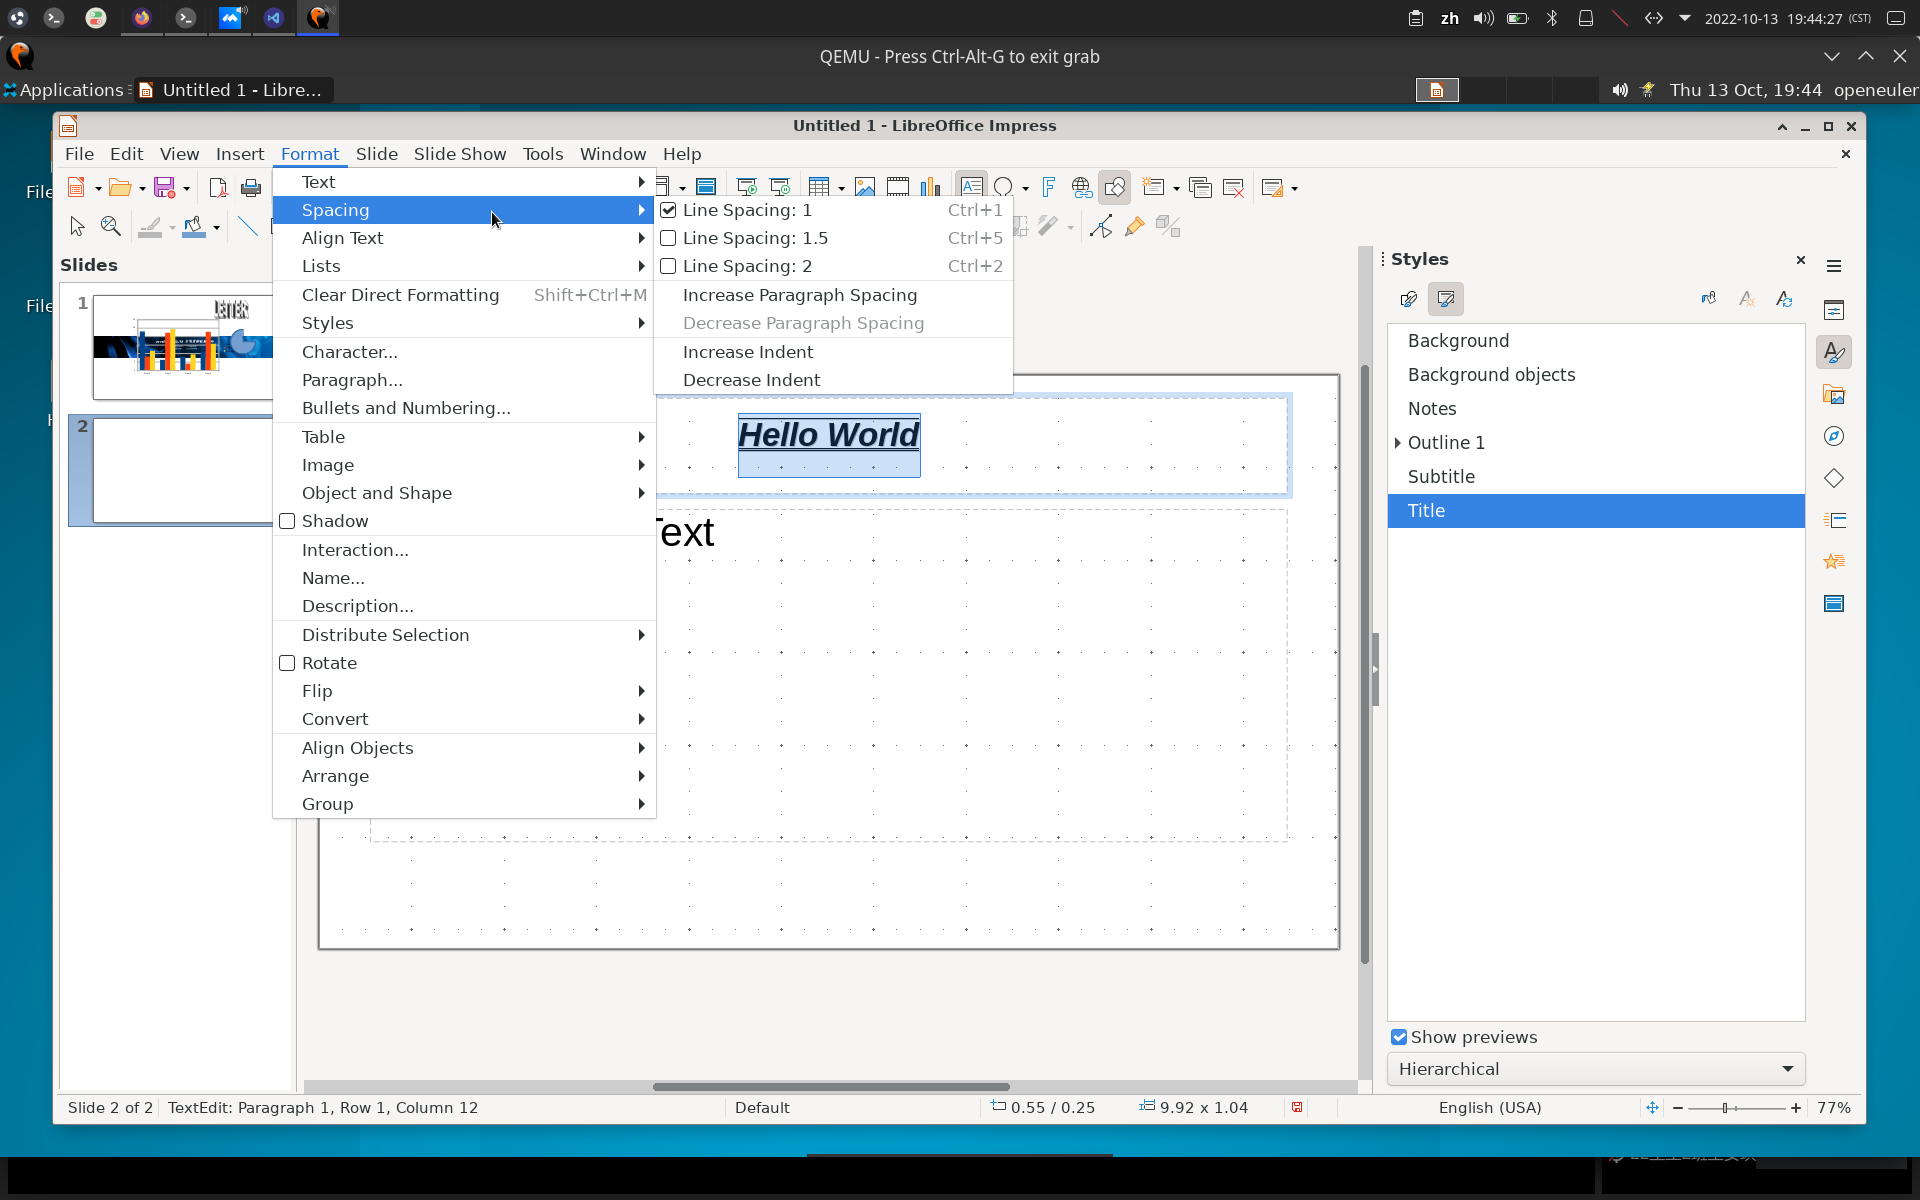 zh
2022-10-13 19:44:27 (CST)
QEMU - Press Ctrl-Alt-G to exit grab
Applications
Untitled 1 - Libre...
Thu 13 Oct, 19:44 openeuler
Untitled 1 - LibreOffice Impress
File Edit View Insert Format Slide Slide Show Tools Window Help
File
File
Text
Spacing
Align Text
Lists
Clear Direct Formatting Shift+Ctrl+M
Styles
Character...
Paragraph...
Bullets and Numbering...
Table
Image
Object and Shape
Shadow
Interaction...
Name...
Description...
Distribute Selection
Rotate
Flip
Convert
Align Objects
Arrange
Group
Line Spacing: 1 Ctrl+1
Line Spacing: 1.5 Ctrl+5
Line Spacing: 2 Ctrl+2
Increase Paragraph Spacing
Decrease Paragraph Spacing
Increase Indent
Decrease Indent
Slides
1
2
Hello World
Text
Styles
Background
Background objects
Notes
Outline 1
Subtitle
Title
Show previews
Hierarchical
Slide 2 of 2
TextEdit: Paragraph 1, Row 1, Column 12
Default
0.55 / 0.25
9.92 x 1.04
English (USA)
77%